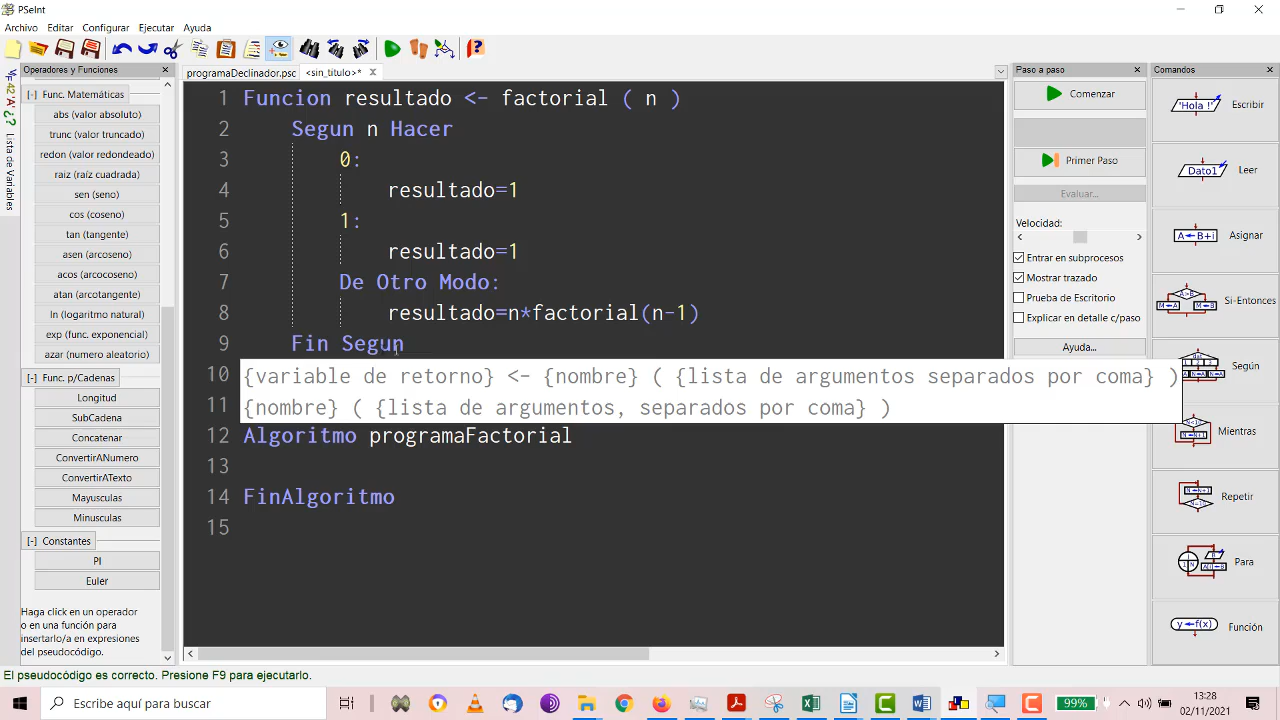 PSeInt
Archivo Editar Configurar Ejecutar Ayuda
Operadores y Funciones
programaDeclinador.psc
<sin_titulo>*
Paso a paso
Comandos
Lista de Variables
[-] Func. Matemáticas
abs (valor absoluto)
trunc (valor truncado)
redon (valor redondeado)
raiz (raíz cuadrada)
sen (seno)
cos (coseno)
tan (tangente)
asen (arcoseno)
acos (arcocoseno)
atan (arcotangente)
ln (logaritmo natural)
exp (func. exponencial)
azar (numero aleatorio)
[-] Func. p/Cadenas
Longitud
SubCadena
Concatenar
ConvertirANumero
ConvertirATexto
Mayusculas
Minusculas
[-] Constantes
PI
Euler
Haga click en un operador
o en una función para
insertarlo/a en expresiones
del pseudocódigo.
1 Funcion resultado <- factorial ( n )
2 Segun n Hacer
3 0:
4 resultado=1
5 1:
6 resultado=1
7 De Otro Modo:
8 resultado=n*factorial(n-1)
9 Fin Segun
10 {variable de retorno} <- {nombre} ( {lista de argumentos separados por coma} )
11 {nombre} ( {lista de argumentos, separados por coma} )
12 Algoritmo programaFactorial
13
14 FinAlgoritmo
15
Comenzar
Primer Paso
Evaluar...
Velocidad:
Entrar en subprocesos
Mostrar trazado
Prueba de Escritorio
Explicar en detalle c/paso
Ayuda...
'Hola !' Escribir
Dato1 Leer
A←B+i Asignar
Si-Entonces
Según
Mientras
Repetir
Para
y ←f(x) Función
El pseudocódigo es correcto. Presione F9 para ejecutarlo.
Escribe aquí para buscar
99%
13:28
02/11/2021